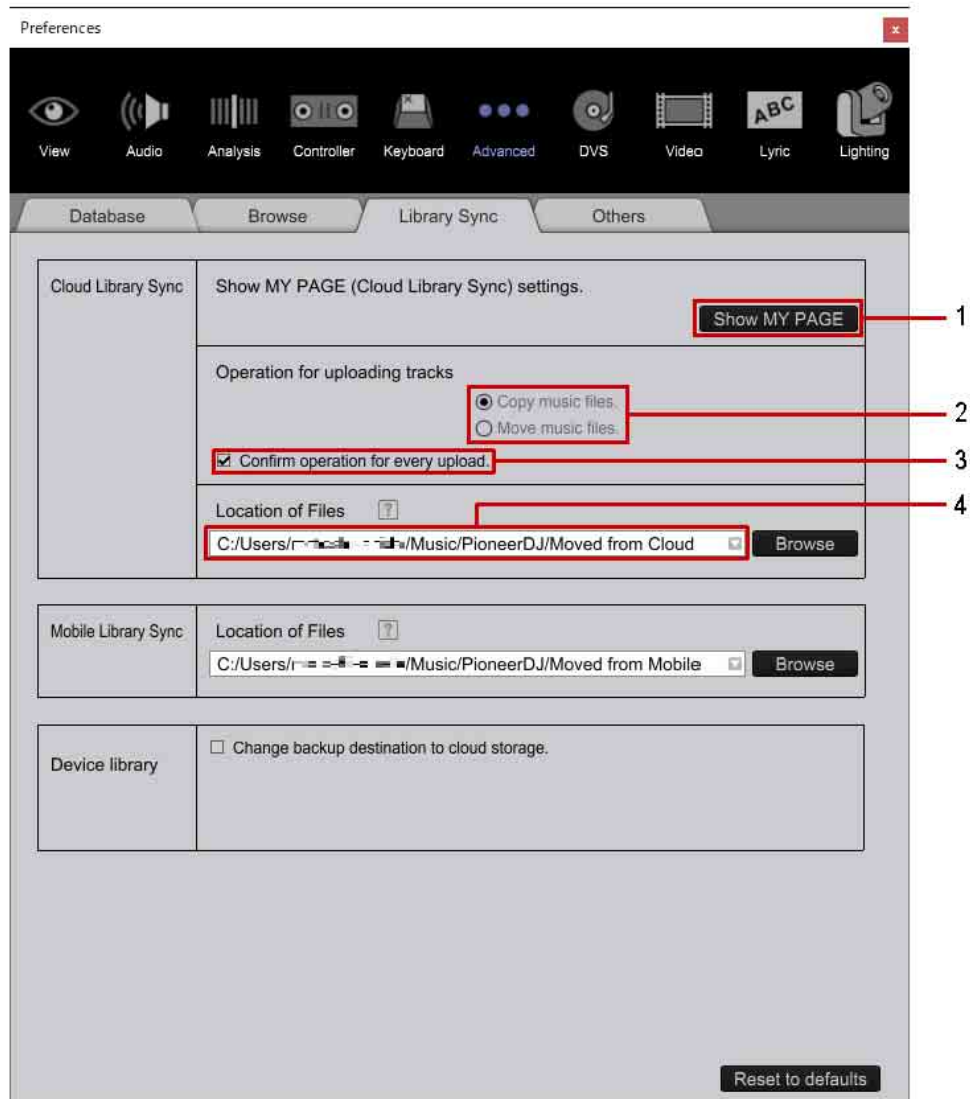 Preferences
x
View Audio Analysis Controller Keyboard Advanced DVS Video ABC Lyric Lighting
Database Browse Library Sync Others
Cloud Library Sync
Show MY PAGE (Cloud Library Sync) settings.
Show MY PAGE
1
Operation for uploading tracks
Copy music files.
Move music files.
2
Confirm operation for every upload.
3
Location of Files ?
4
C:/Users/ /Music/PioneerDJ/Moved from Cloud
Browse
Mobile Library Sync
Location of Files ?
C:/Users/ /Music/PioneerDJ/Moved from Mobile
Browse
Device library
Change backup destination to cloud storage.
Reset to defaults